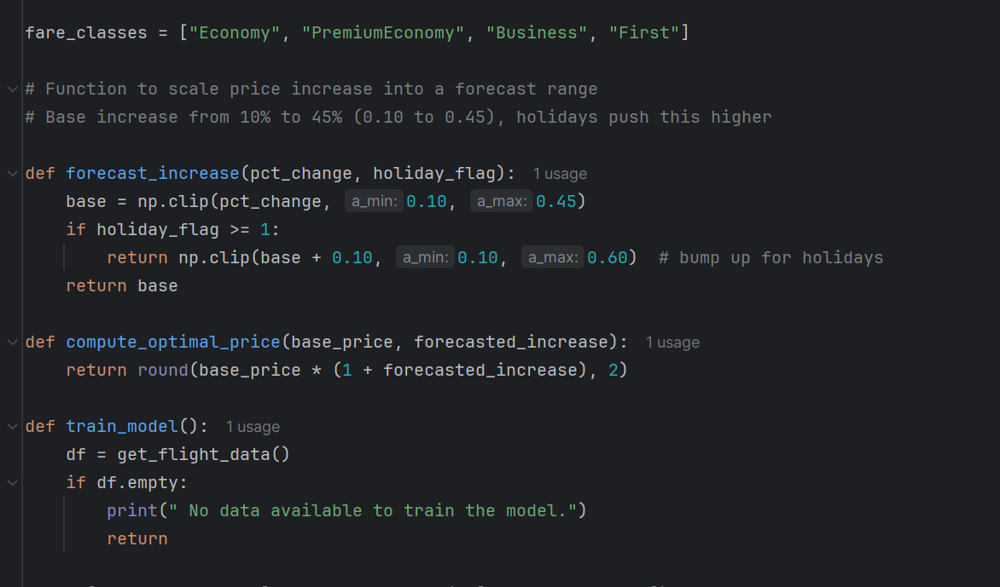 fare_classes = ["Economy", "PremiumEconomy", "Business", "First"]
# Function to scale price increase into a forecast range
# Base increase from 10% to 45% (0.10 to 0.45), holidays push this higher
def forecast_increase(pct_change, holiday_flag): 1 usage
    base = np.clip(pct_change, a_min: 0.10, a_max: 0.45)
    if holiday_flag >= 1:
        return np.clip(base + 0.10, a_min: 0.10, a_max: 0.60)  # bump up for holidays
    return base
def compute_optimal_price(base_price, forecasted_increase): 1 usage
    return round(base_price * (1 + forecasted_increase), 2)
def train_model(): 1 usage
    df = get_flight_data()
    if df.empty:
        print(" No data available to train the model.")
        return